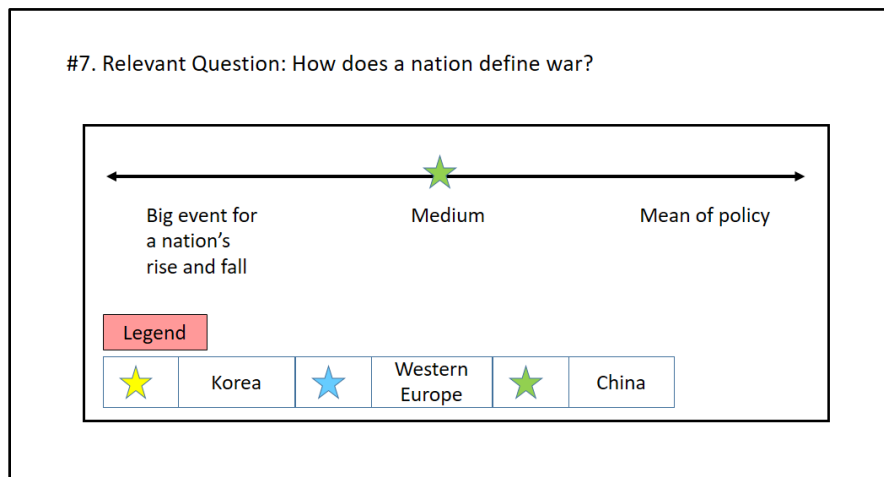 #7. Relevant Question: How does a nation define war?
Big event for
a nation's
rise and fall
Medium
Mean of policy
Legend
Korea
Western
Europe
China